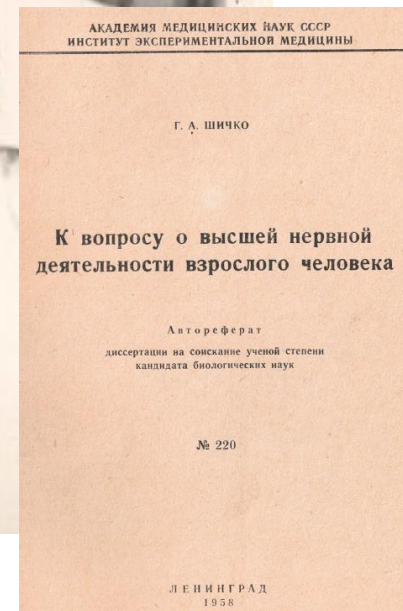 АКАДЕМИЯ МЕДИЦИНСКИХ НАУК СССР
ИНСТИТУТ ЭКСПЕРИМЕНТАЛЬНОЙ МЕДИЦИНЫ
Г. А. ШИЧКО
К вопросу о высшей нервной
деятельности взрослого человека
Автореферат
диссертации на соискание ученой степени
кандидата биологических наук
№ 220
ЛЕНИНГРАД
1958